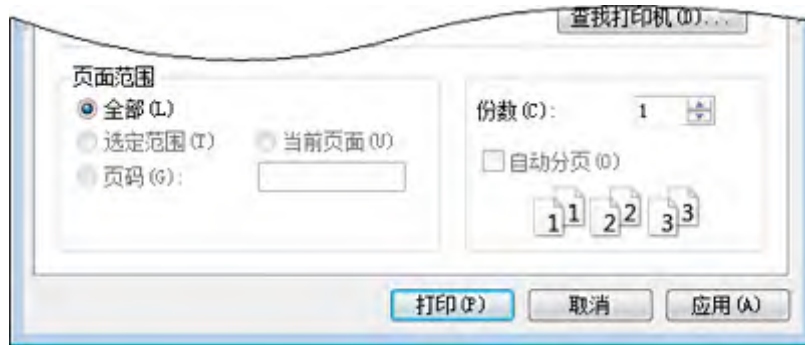 查找打印机(D)...
页面范围
全部(L)
选定范围(T) 当前页面(U)
页码(G):
份数(C): 1
自动分页(O)
1 1 2 2 3 3
打印(P) 取消 应用(A)